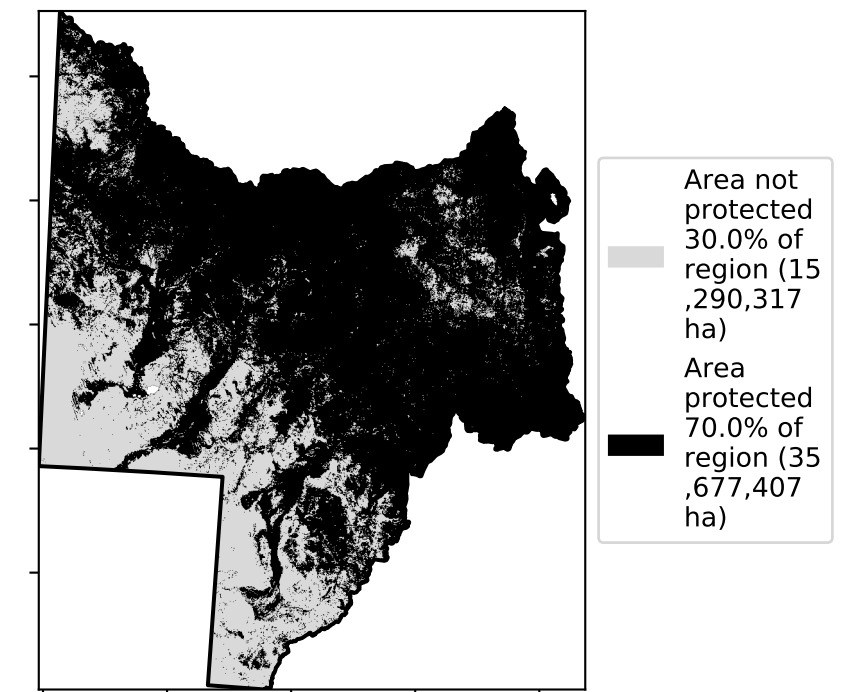 Area not
protected
30.0% of
region (15
,290,317
ha)
Area
protected
70.0% of
region (35
,677,407
ha)